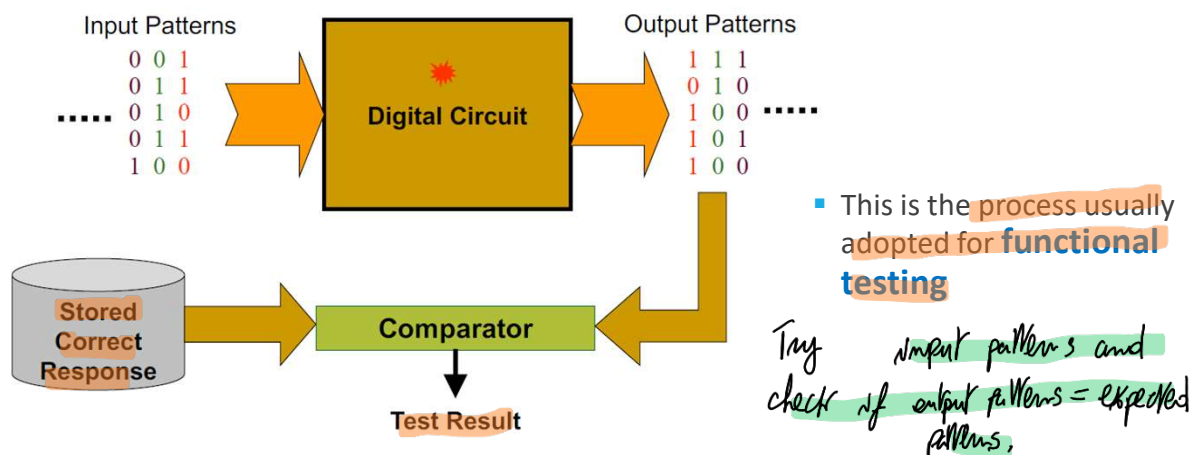 Input Patterns
0 0 1
0 1 1
0 1 0
0 1 1
1 0 0
.....
Digital Circuit
Output Patterns
1 1 1
0 1 0
1 0 0
1 0 1
1 0 0
.....
Stored
Correct
Response
Comparator
Test Result
▪ This is the process usually
adopted for functional
testing
Try input patterns and
check if output patterns = expected
patterns.